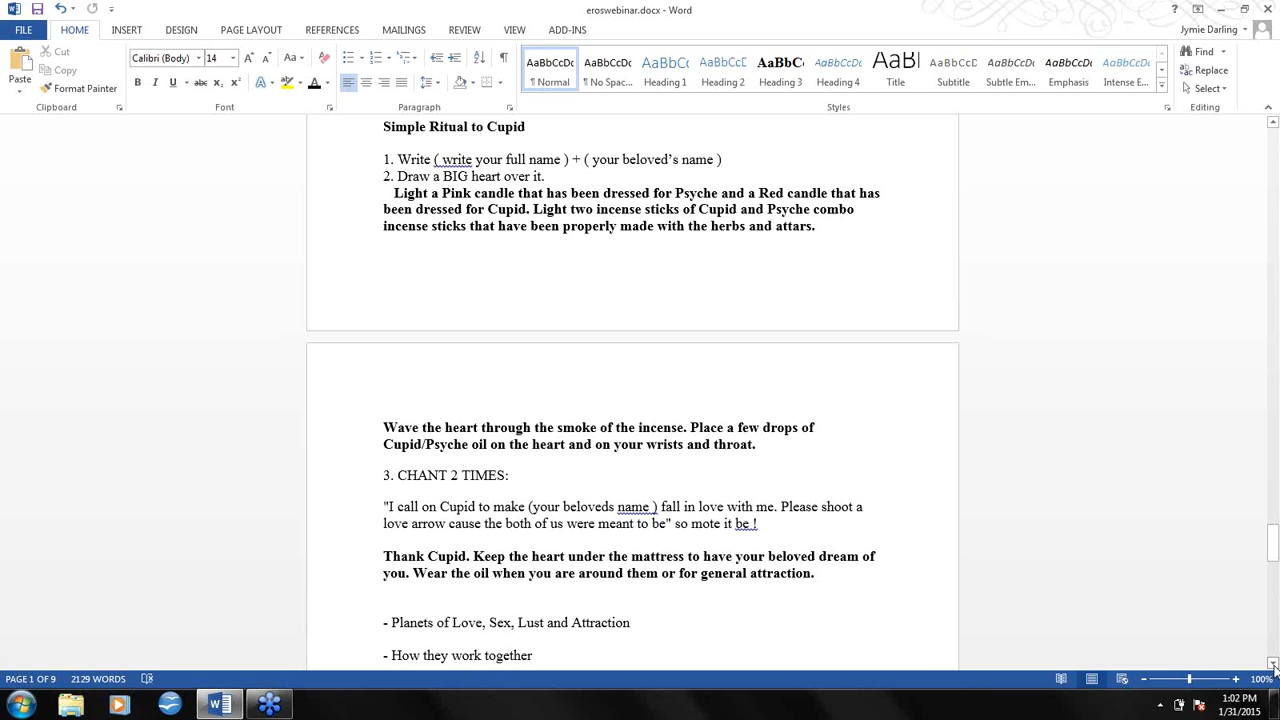 eroswebinar.docx - Word
FILE HOME INSERT DESIGN PAGE LAYOUT REFERENCES MAILINGS REVIEW VIEW ADD-INS Jymie Darling
Paste Cut Copy Format Painter
Calibri (Body) 14
AaBbCcDc AaBbCcDc AaBbCcDc AaBbCcDc AaBbC AaBbCcDc AaBl AaBbCcDc AaBbCcDc AaBbCcDc AaBbCcDc
¶ Normal ¶ No Spac... Heading 1 Heading 2 Heading 3 Heading 4 Title Subtitle Subtle Em... Emphasis Intense E...
Find Replace Select
Clipboard Font Paragraph Styles Editing
Simple Ritual to Cupid
1. Write ( write your full name ) + ( your beloved’s name )
2. Draw a BIG heart over it.
Light a Pink candle that has been dressed for Psyche and a Red candle that has
been dressed for Cupid. Light two incense sticks of Cupid and Psyche combo
incense sticks that have been properly made with the herbs and attars.
Wave the heart through the smoke of the incense. Place a few drops of
Cupid/Psyche oil on the heart and on your wrists and throat.
3. CHANT 2 TIMES:
"I call on Cupid to make (your beloveds name ) fall in love with me. Please shoot a
love arrow cause the both of us were meant to be" so mote it be !
Thank Cupid. Keep the heart under the mattress to have your beloved dream of
you. Wear the oil when you are around them or for general attraction.
- Planets of Love, Sex, Lust and Attraction
- How they work together
PAGE 1 OF 9 2129 WORDS 100%
1:02 PM
1/31/2015